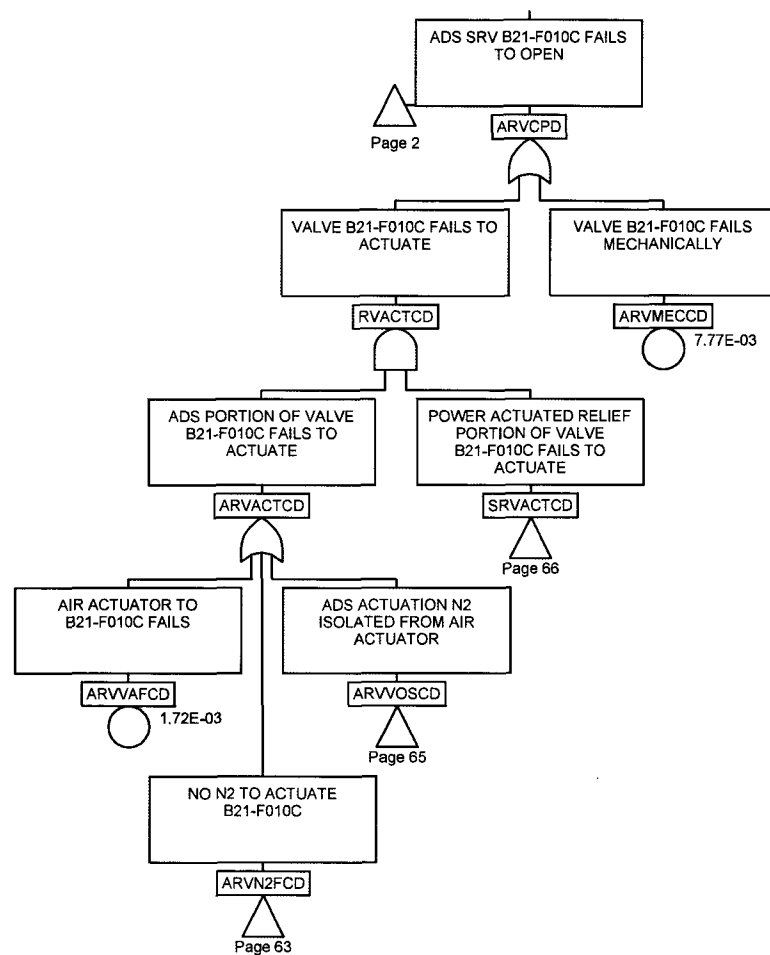 ADS SRV B21-F010C FAILS
TO OPEN
Page 2
ARVCPD
VALVE B21-F010C FAILS TO
ACTUATE
VALVE B21-F010C FAILS
MECHANICALLY
RVACTCD
ARVMECCD
7.77E-03
ADS PORTION OF VALVE
B21-F010C FAILS TO
ACTUATE
POWER ACTUATED RELIEF
PORTION OF VALVE
B21-F010C FAILS TO
ACTUATE
ARVACTCD
SRVACTCD
Page 66
AIR ACTUATOR TO
B21-F010C FAILS
ADS ACTUATION N2
ISOLATED FROM AIR
ACTUATOR
ARVVAFCD
1.72E-03
ARVVOSCD
Page 65
NO N2 TO ACTUATE
B21-F010C
ARVN2FCD
Page 63